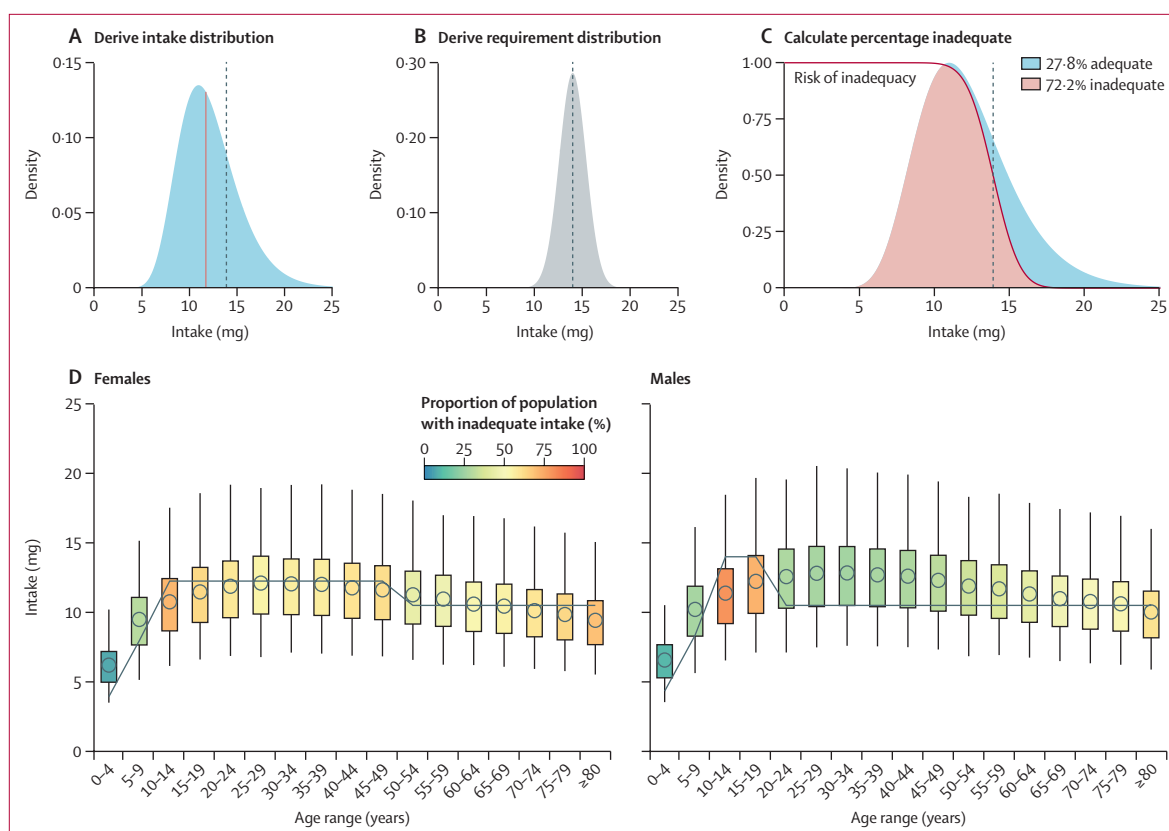 A Derive intake distribution
0·15
0·10
0·05
0
Density
0 5 10 15 20 25
Intake (mg)
B Derive requirement distribution
0·30
0·20
0·10
0
Density
0 5 10 15 20 25
Intake (mg)
C Calculate percentage inadequate
1·00
0·75
0·50
0·25
0
Density
Risk of inadequacy
27·8% adequate
72·2% inadequate
0 5 10 15 20 25
Intake (mg)
D Females
25
20
15
10
5
0
Intake (mg)
Proportion of population
with inadequate intake (%)
0 25 50 75 100
0–4 5–9 10–14 15–19 20–24 25–29 30–34 35–39 40–44 45–49 50–54 55–59 60–64 65–69 70–74 75–79 ≥80
Age range (years)
Males
0–4 5–9 10–14 15–19 20–24 25–29 30–34 35–39 40–44 45–49 50–54 55–59 60–64 65–69 70–74 75–79 ≥80
Age range (years)